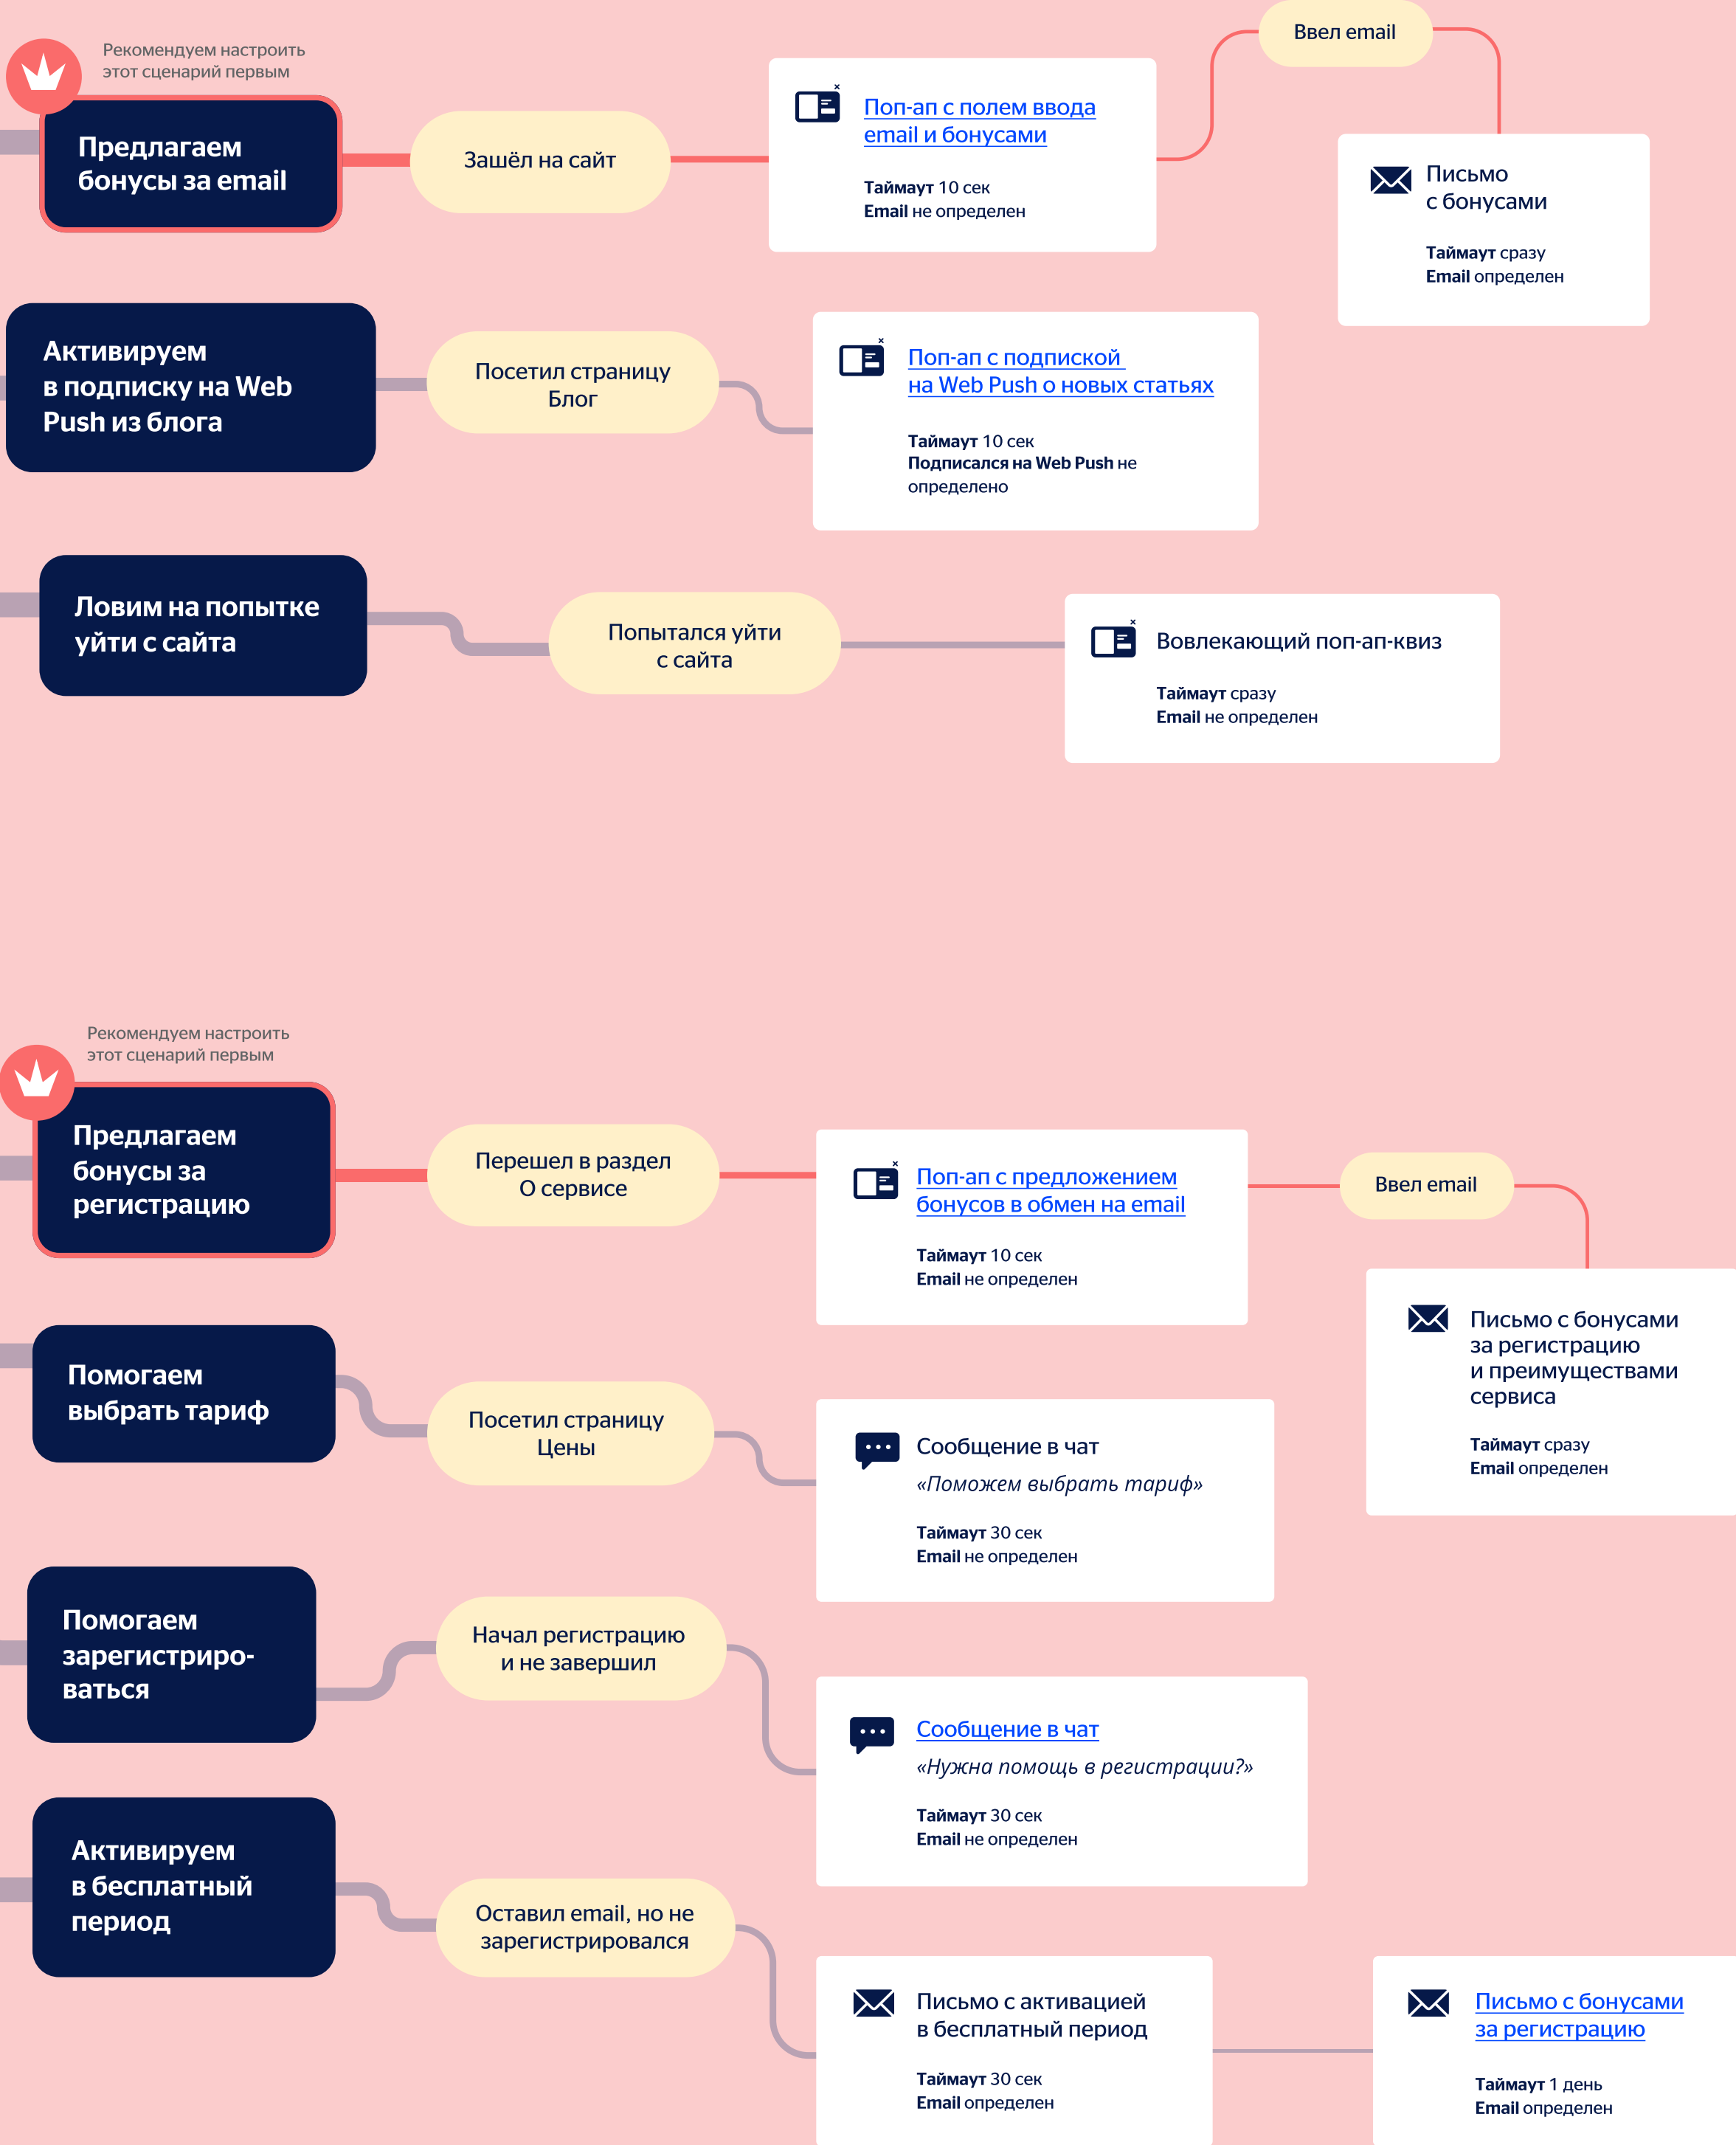 Рекомендуем настроить
этот сценарий первым
Предлагаем
бонусы за email
Зашёл на сайт
Поп-ап с полем ввода
email и бонусами
Таймаут 10 сек
Email не определен
Ввел email
Письмо
с бонусами
Таймаут сразу
Email определен
Активируем
в подписку на Web
Push из блога
Посетил страницу
Блог
Поп-ап с подпиской
на Web Push о новых статьях
Таймаут 10 сек
Подписался на Web Push не
определено
Ловим на попытке
уйти с сайта
Попытался уйти
с сайта
Вовлекающий поп-ап-квиз
Таймаут сразу
Email не определен
Рекомендуем настроить
этот сценарий первым
Предлагаем
бонусы за
регистрацию
Перешел в раздел
О сервисе
Поп-ап с предложением
бонусов в обмен на email
Таймаут 10 сек
Email не определен
Ввел email
Письмо с бонусами
за регистрацию
и преимуществами
сервиса
Таймаут сразу
Email определен
Помогаем
выбрать тариф
Посетил страницу
Цены
Сообщение в чат
«Поможем выбрать тариф»
Таймаут 30 сек
Email не определен
Помогаем
зарегистриро-
ваться
Начал регистрацию
и не завершил
Сообщение в чат
«Нужна помощь в регистрации?»
Таймаут 30 сек
Email не определен
Активируем
в бесплатный
период
Оставил email, но не
зарегистрировался
Письмо с активацией
в бесплатный период
Таймаут 30 сек
Email определен
Письмо с бонусами
за регистрацию
Таймаут 1 день
Email определен